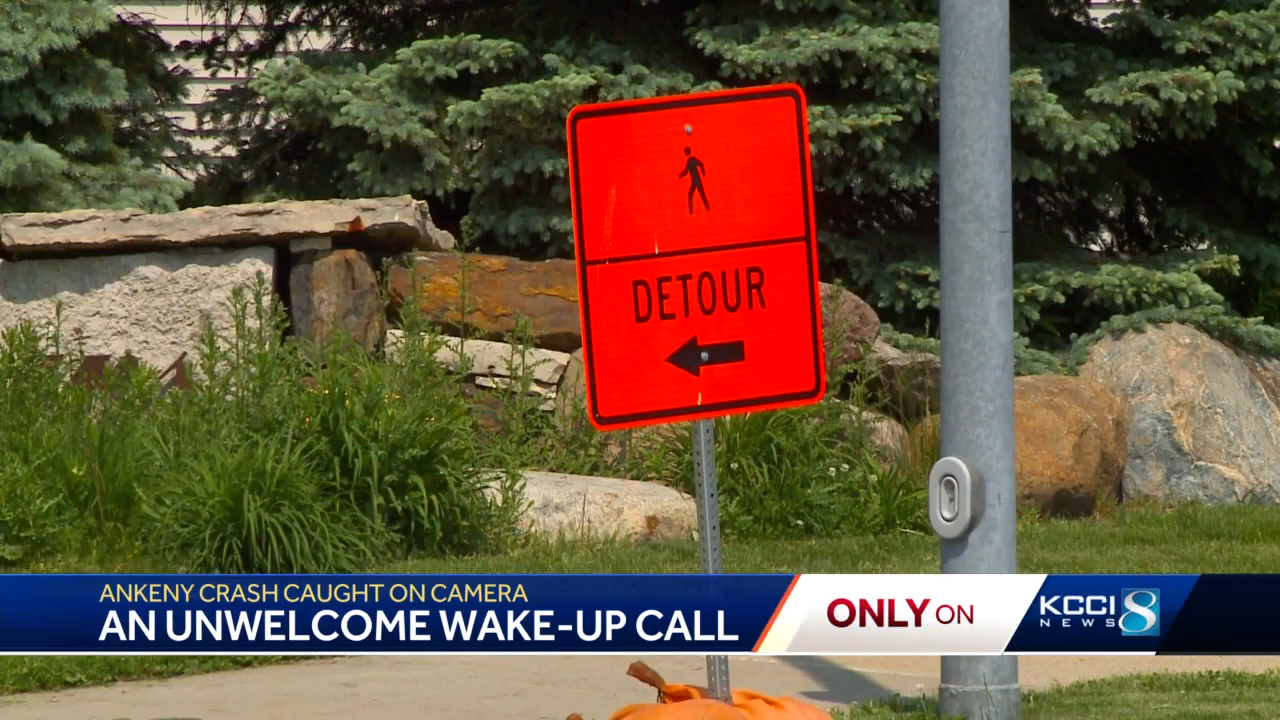 DETOUR
ANKENY CRASH CAUGHT ON CAMERA
AN UNWELCOME WAKE-UP CALL
ONLY ON
KCCI 8
NEWS